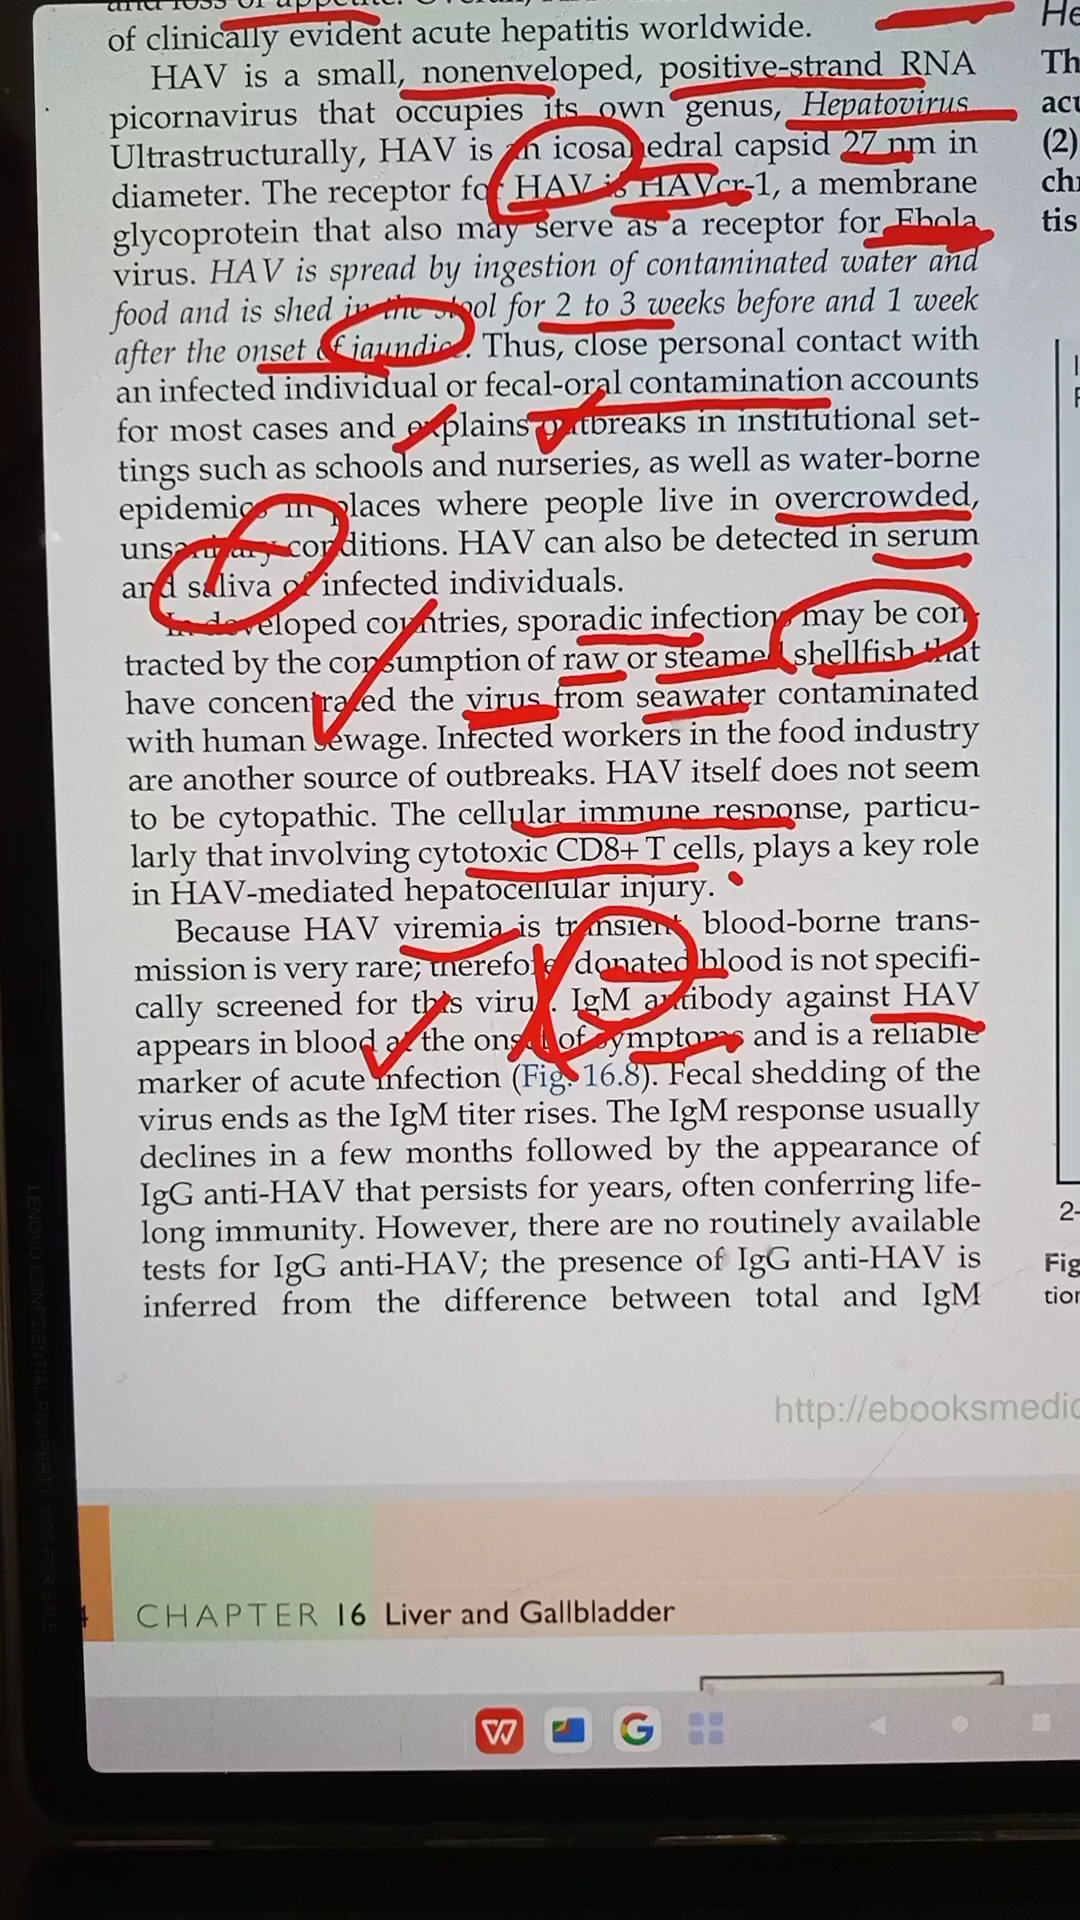 of clinically evident acute hepatitis worldwide.
HAV is a small, nonenveloped, positive-strand RNA
picornavirus that occupies its own genus, Hepatovirus
Ultrastructurally, HAV is an icosahedral capsid 27 nm in
diameter. The receptor for HAV is HAVcr-1, a membrane
glycoprotein that also may serve as a receptor for Ebola
virus. HAV is spread by ingestion of contaminated water and
food and is shed in the stool for 2 to 3 weeks before and 1 week
after the onset of jaundice. Thus, close personal contact with
an infected individual or fecal-oral contamination accounts
for most cases and explains outbreaks in institutional set-
tings such as schools and nurseries, as well as water-borne
epidemics in places where people live in overcrowded,
unsanitary conditions. HAV can also be detected in serum
and saliva of infected individuals.
In developed countries, sporadic infections may be con-
tracted by the consumption of raw or steamed shellfish that
have concentrated the virus from seawater contaminated
with human sewage. Infected workers in the food industry
are another source of outbreaks. HAV itself does not seem
to be cytopathic. The cellular immune response, particu-
larly that involving cytotoxic CD8+ T cells, plays a key role
in HAV-mediated hepatocellular injury.
Because HAV viremia is transient, blood-borne trans-
mission is very rare; therefore, donated blood is not specifi-
cally screened for this virus. IgM antibody against HAV
appears in blood at the onset of symptoms and is a reliable
marker of acute infection (Fig. 16.8). Fecal shedding of the
virus ends as the IgM titer rises. The IgM response usually
declines in a few months followed by the appearance of
IgG anti-HAV that persists for years, often conferring life-
long immunity. However, there are no routinely available
tests for IgG anti-HAV; the presence of IgG anti-HAV is
inferred from the difference between total and IgM
He
Th
acu
(2)
chr
tis
2-
Fig
tion
http://ebooksmedic
CHAPTER 16 Liver and Gallbladder
LENOVO CONFIDENTIAL PROPERTY NOT FOR SALE